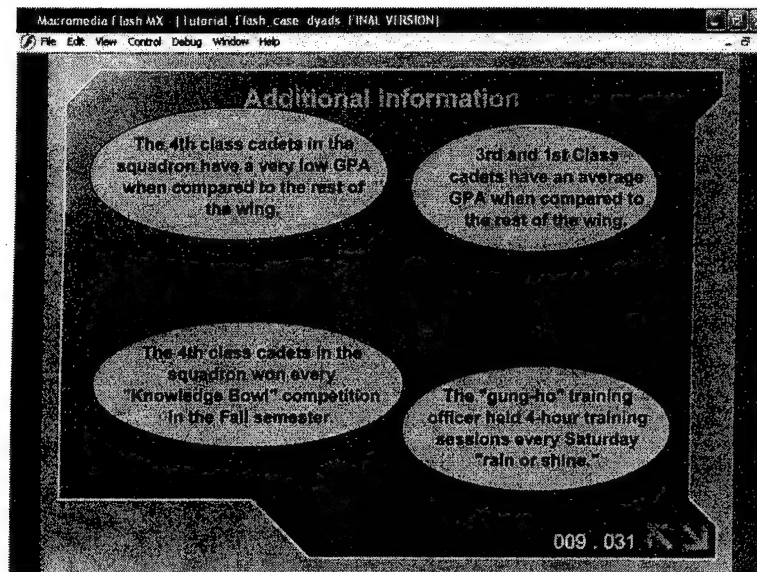 Macromedia Flash MX - [Tutorial_flash_case_dyads_FINAL VERSION]
File Edit View Control Debug Window Help
Additional Information
The 4th class cadets in the
squadron have a very low GPA
when compared to the rest of
the wing.
3rd and 1st Class
cadets have an average
GPA when compared to
the rest of the wing.
The 4th class cadets in the
squadron won every
"Knowledge Bowl" competition
in the Fall semester.
The "gung-ho" training
officer held 4-hour training
sessions every Saturday
"rain or shine."
009 . 031